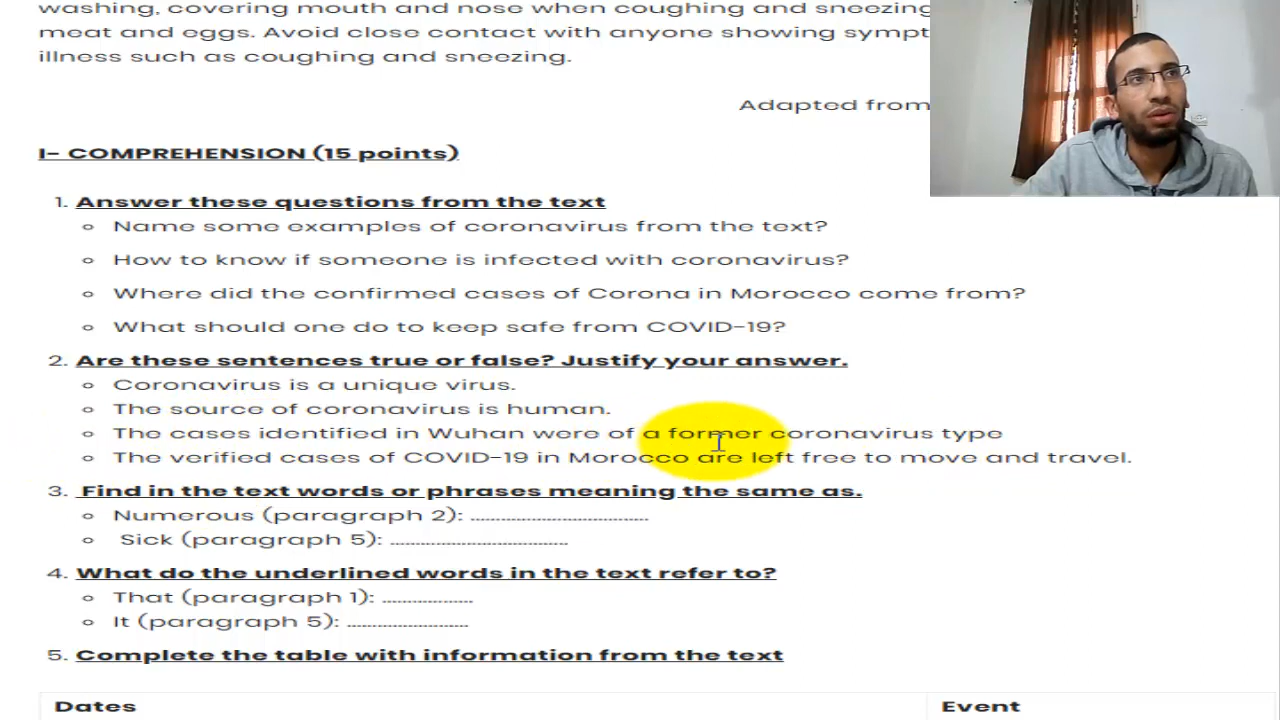 washing, covering mouth and nose when coughing and sneezing
meat and eggs. Avoid close contact with anyone showing sympt
illness such as coughing and sneezing.
Adapted from
I- COMPREHENSION (15 points)
1. Answer these questions from the text
Name some examples of coronavirus from the text?
How to know if someone is infected with coronavirus?
Where did the confirmed cases of Corona in Morocco come from?
What should one do to keep safe from COVID-19?
2. Are these sentences true or false? Justify your answer.
Coronavirus is a unique virus.
The source of coronavirus is human.
The cases identified in Wuhan were of a former coronavirus type
The verified cases of COVID-19 in Morocco are left free to move and travel.
3. Find in the text words or phrases meaning the same as.
Numerous (paragraph 2): ...................................
Sick (paragraph 5): ...................................
4. What do the underlined words in the text refer to?
That (paragraph 1): ..................
It (paragraph 5): ........................
5. Complete the table with information from the text
Dates Event